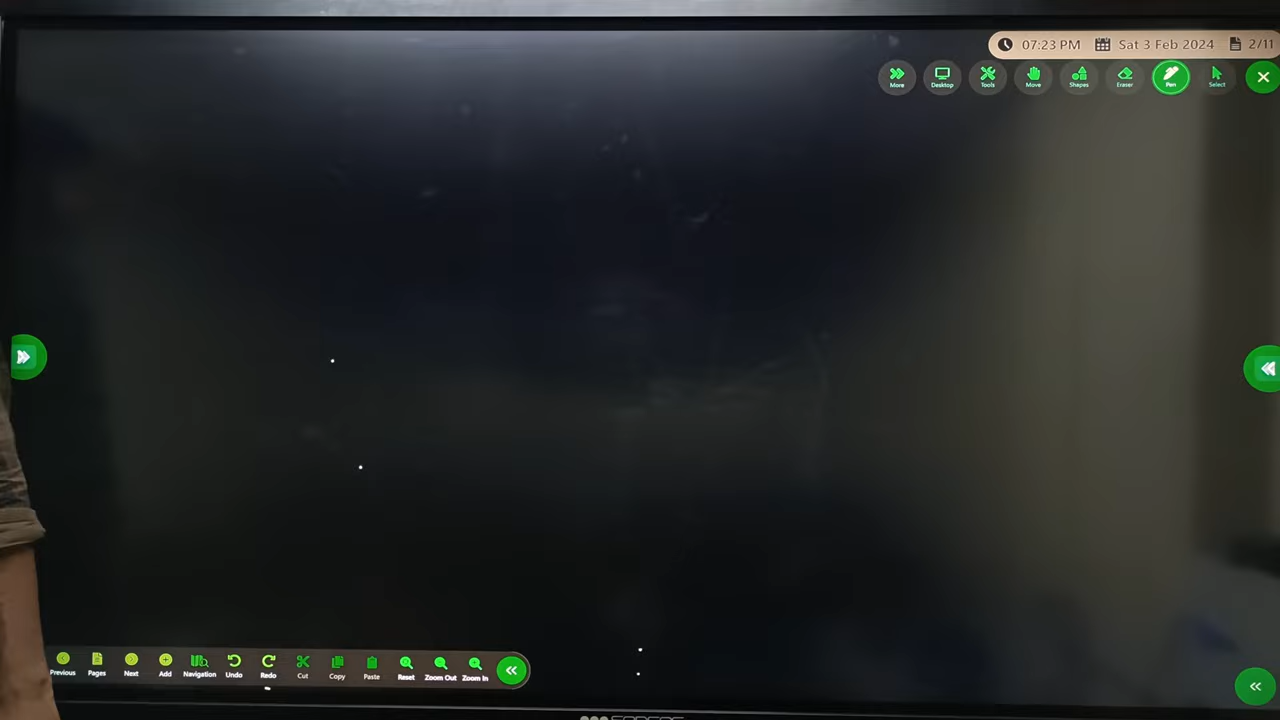 07:23 PM Sat 3 Feb 2024 2/11
More Desktop Tools Move Shapes Eraser Pen Select
Previous Pages Next Add Navigation Undo Redo Cut Copy Paste Reset Zoom Out Zoom In